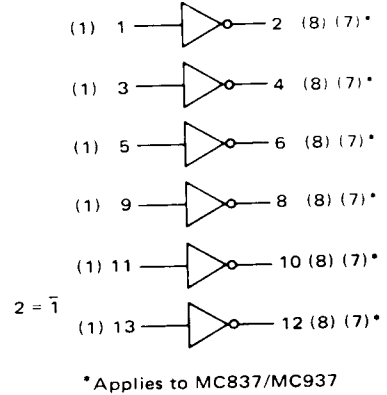 (1) 1 2 (8) (7)*
(1) 3 4 (8) (7)*
(1) 5 6 (8) (7)*
(1) 9 8 (8) (7)*
(1) 11 10 (8) (7)*
2 = 1̅
(1) 13 12 (8) (7)*
*Applies to MC837/MC937